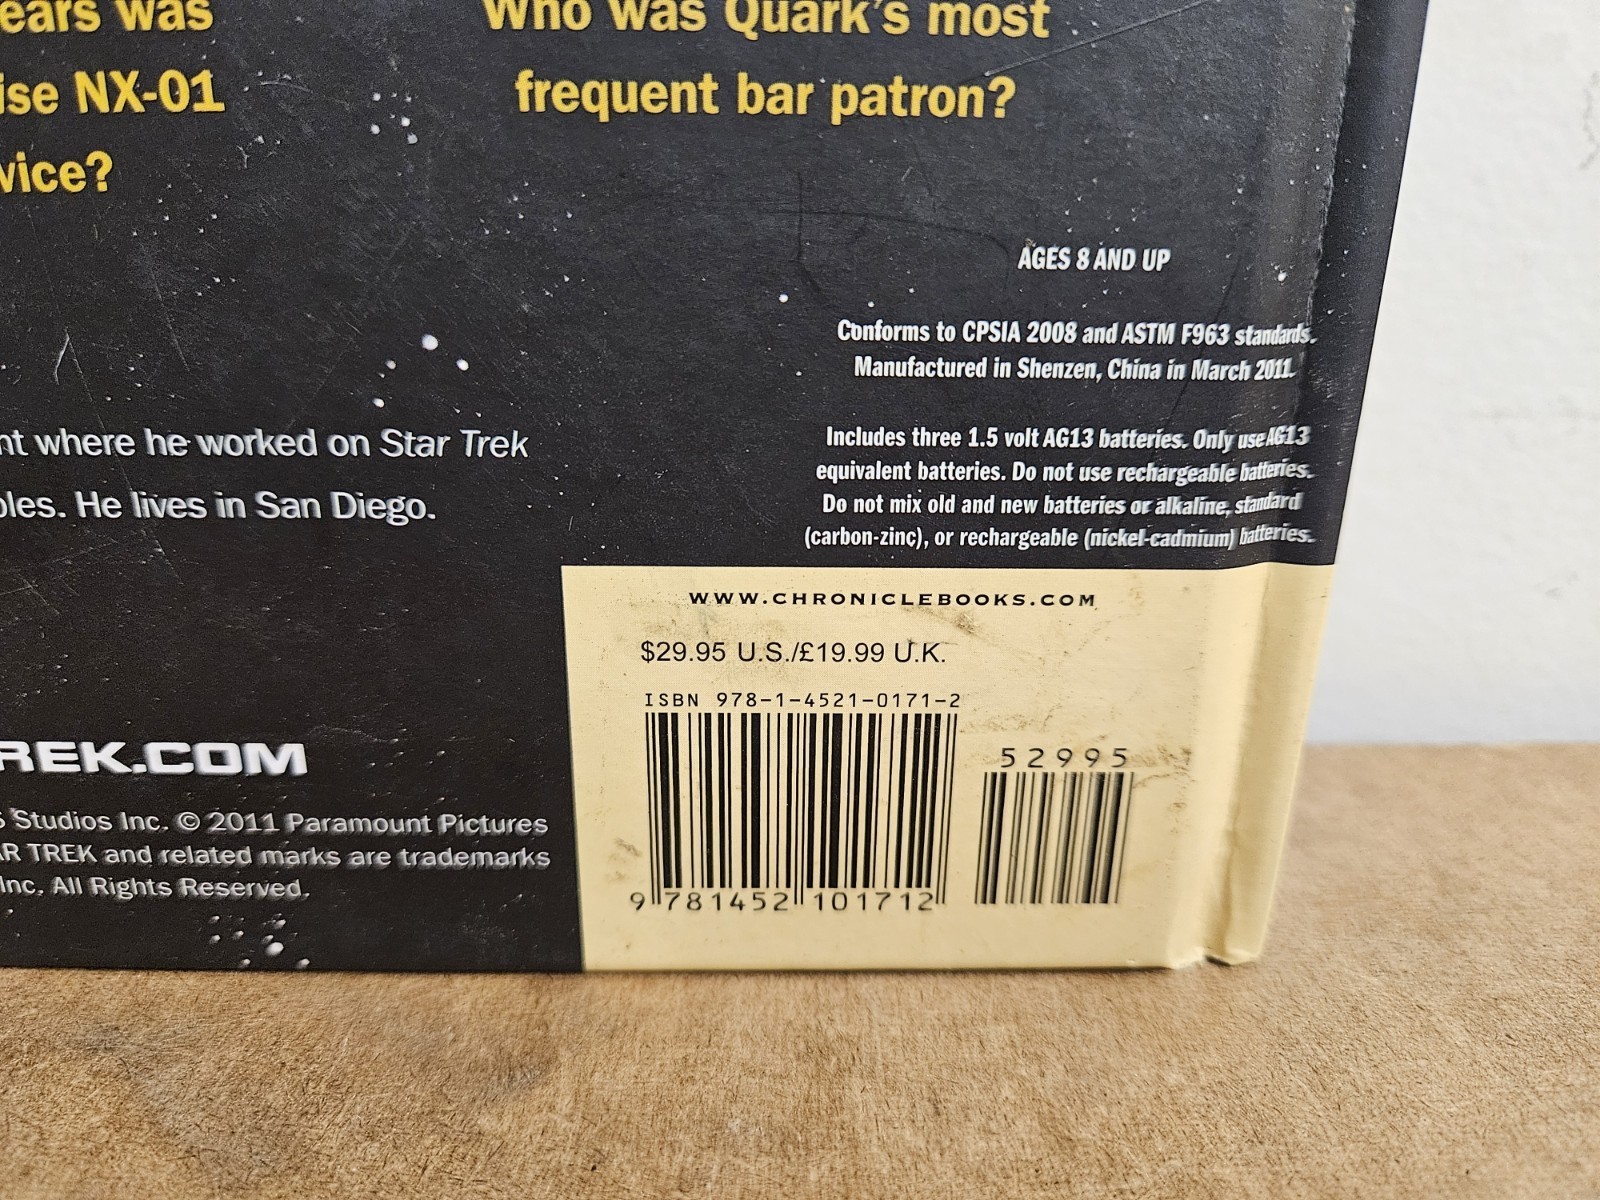 ears was
ise NX-01
vice?
Who was Quark's most
frequent bar patron?
AGES 8 AND UP
Conforms to CPSIA 2008 and ASTM F963 standards.
Manufactured in Shenzen, China in March 2011.
Includes three 1.5 volt AG13 batteries. Only use AG13
equivalent batteries. Do not use rechargeable batteries.
Do not mix old and new batteries or alkaline, standard
(carbon-zinc), or rechargeable (nickel-cadmium) batteries.
nt where he worked on Star Trek
bles. He lives in San Diego.
REK.COM
S Studios Inc. © 2011 Paramount Pictures
AR TREK and related marks are trademarks
Inc. All Rights Reserved.
WWW.CHRONICLEBOOKS.COM
$29.95 U.S./£19.99 U.K.
ISBN 978-1-4521-0171-2
52995
9 781452 101712